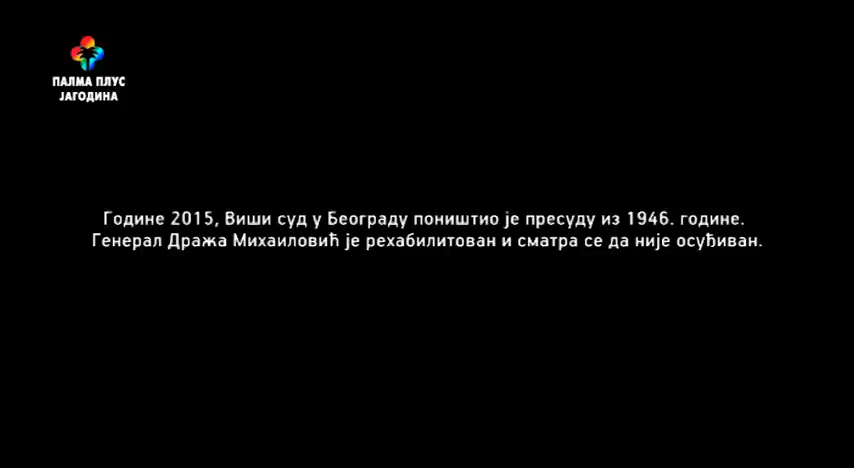 ПАЛМА ПЛУС
ЈАГОДИНА
Године 2015, Виши суд у Београду поништио је пресуду из 1946. године.
Генерал Дража Михаиловић је рехабилитован и сматра се да није осуђиван.